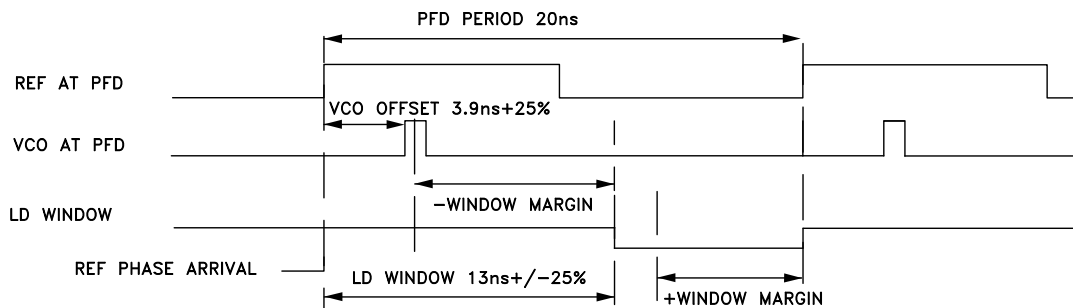 PFD PERIOD 20ns
REF AT PFD
VCO OFFSET 3.9ns+25%
VCO AT PFD
-WINDOW MARGIN
LD WINDOW
REF PHASE ARRIVAL
LD WINDOW 13ns+/-25%
+WINDOW MARGIN